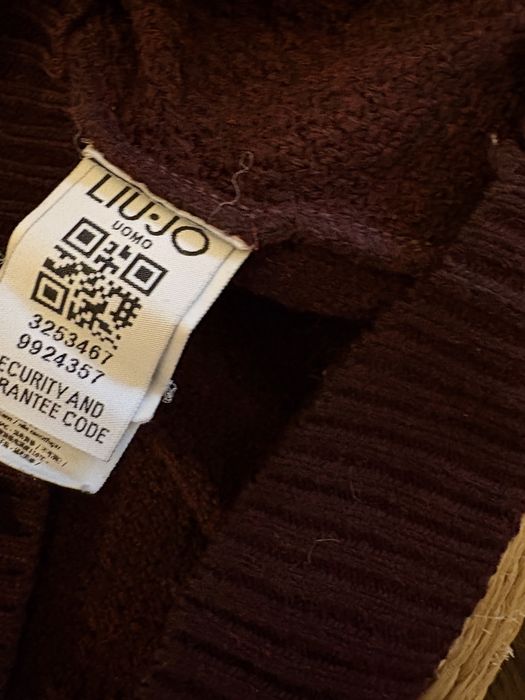 LIU·JO
UOMO
3253467
9924357
ECURITY AND
RANTEE CODE